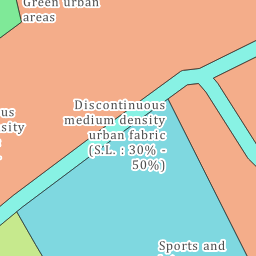 Green urban
areas
Discontinuous
medium density
urban fabric
(S.L. : 30% -
50%)
Sports and